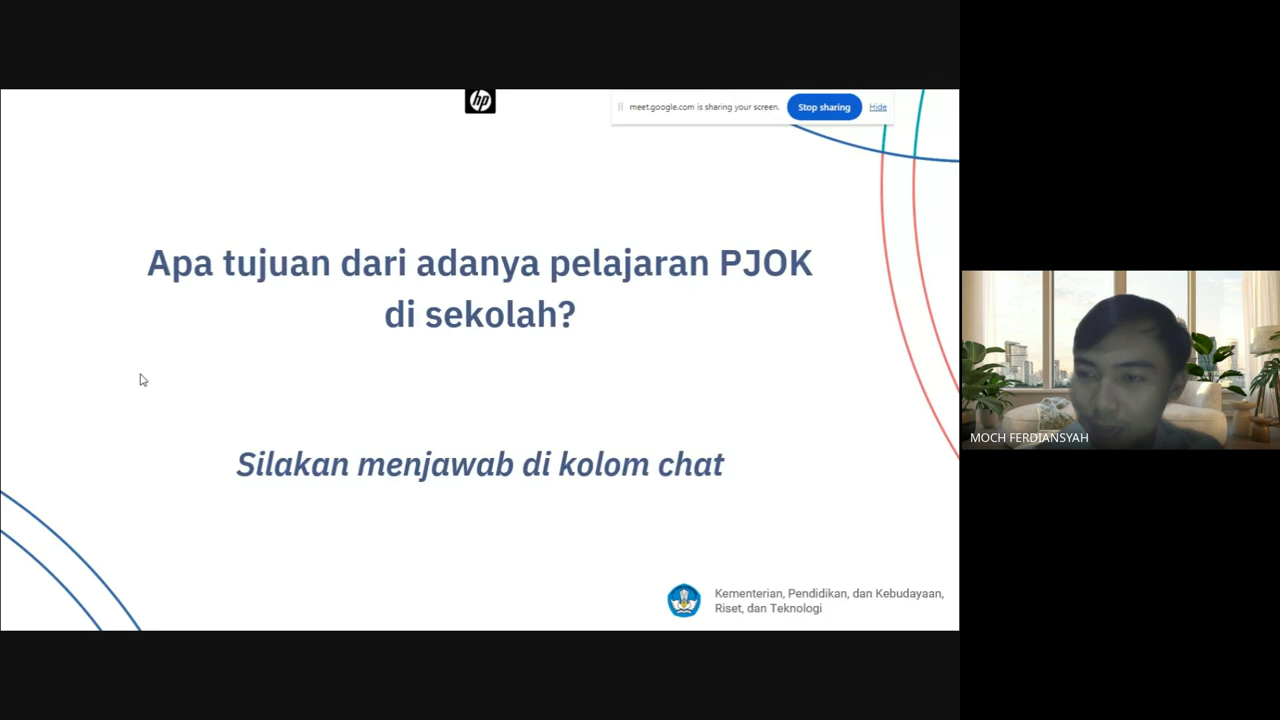 hp
meet.google.com is sharing your screen.
Stop sharing
Hide
Apa tujuan dari adanya pelajaran PJOK
di sekolah?
Silakan menjawab di kolom chat
Kementerian, Pendidikan, dan Kebudayaan,
Riset, dan Teknologi
MOCH FERDIANSYAH